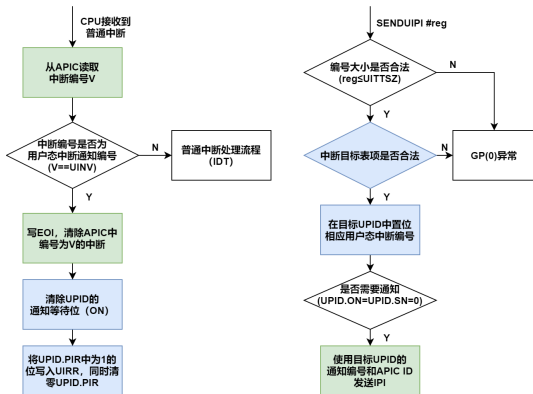 CPU接收到
普通中断
从APIC读取
中断编号V
中断编号是否为
用户态中断通知编号
(V==UINV)
N
普通中断处理流程
(IDT)
Y
写EOI，清除APIC中
编号为V的中断
清除UPID的
通知等待位（ON）
将UPID.PIR中为1的
位写入UIRR，同时清
零UPID.PIR
SENDUIPI #reg
编号大小是否合法
(reg≤UITTSZ)
N
Y
中断目标表项是否合法
N
GP(0)异常
Y
在目标UPID中置位
相应用户态中断编号
是否需要通知
(UPID.ON=UPID.SN=0)
Y
使用目标UPID的
通知编号和APIC ID
发送IPI